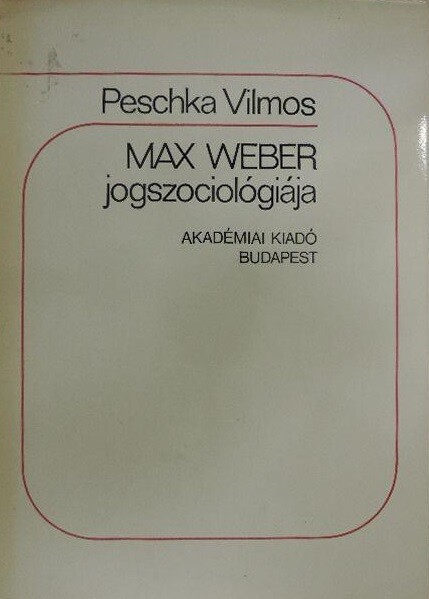 Peschka Vilmos
MAX WEBER
jogszociológiája
AKADÉMIAI KIADÓ
BUDAPEST